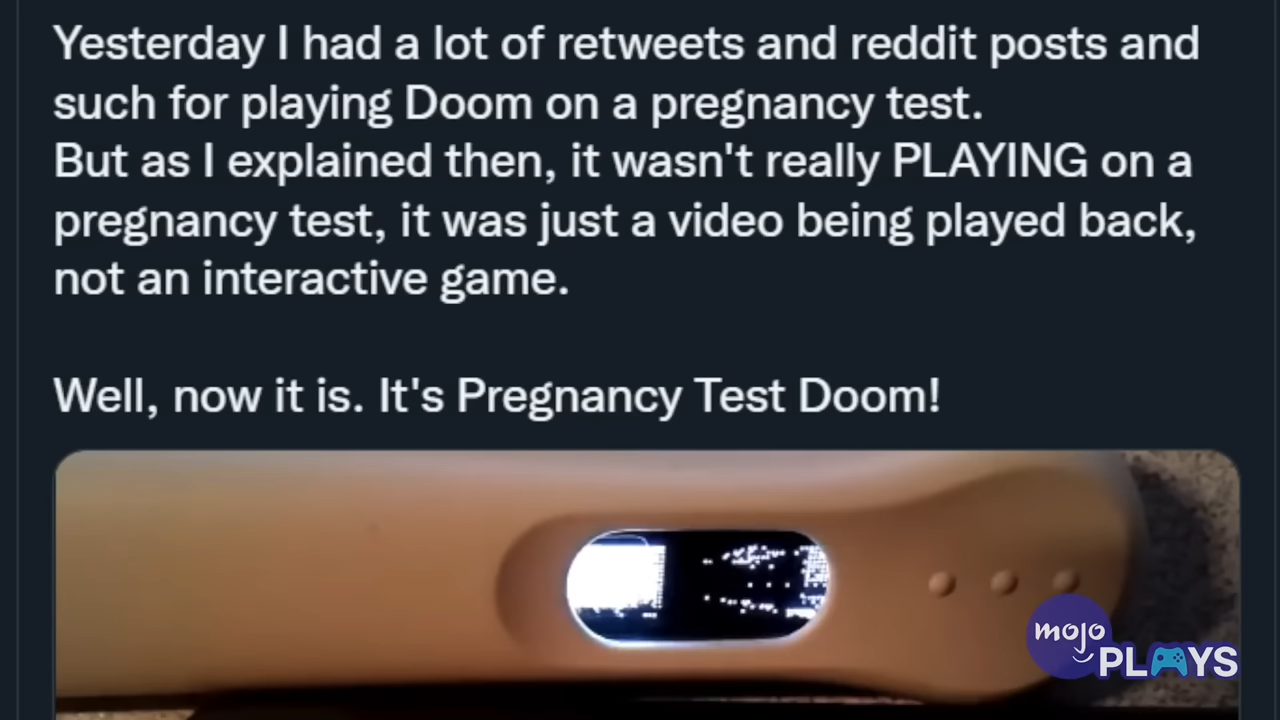 Yesterday I had a lot of retweets and reddit posts and
such for playing Doom on a pregnancy test.
But as I explained then, it wasn't really PLAYING on a
pregnancy test, it was just a video being played back,
not an interactive game.
Well, now it is. It's Pregnancy Test Doom!
mojo
PLAYS